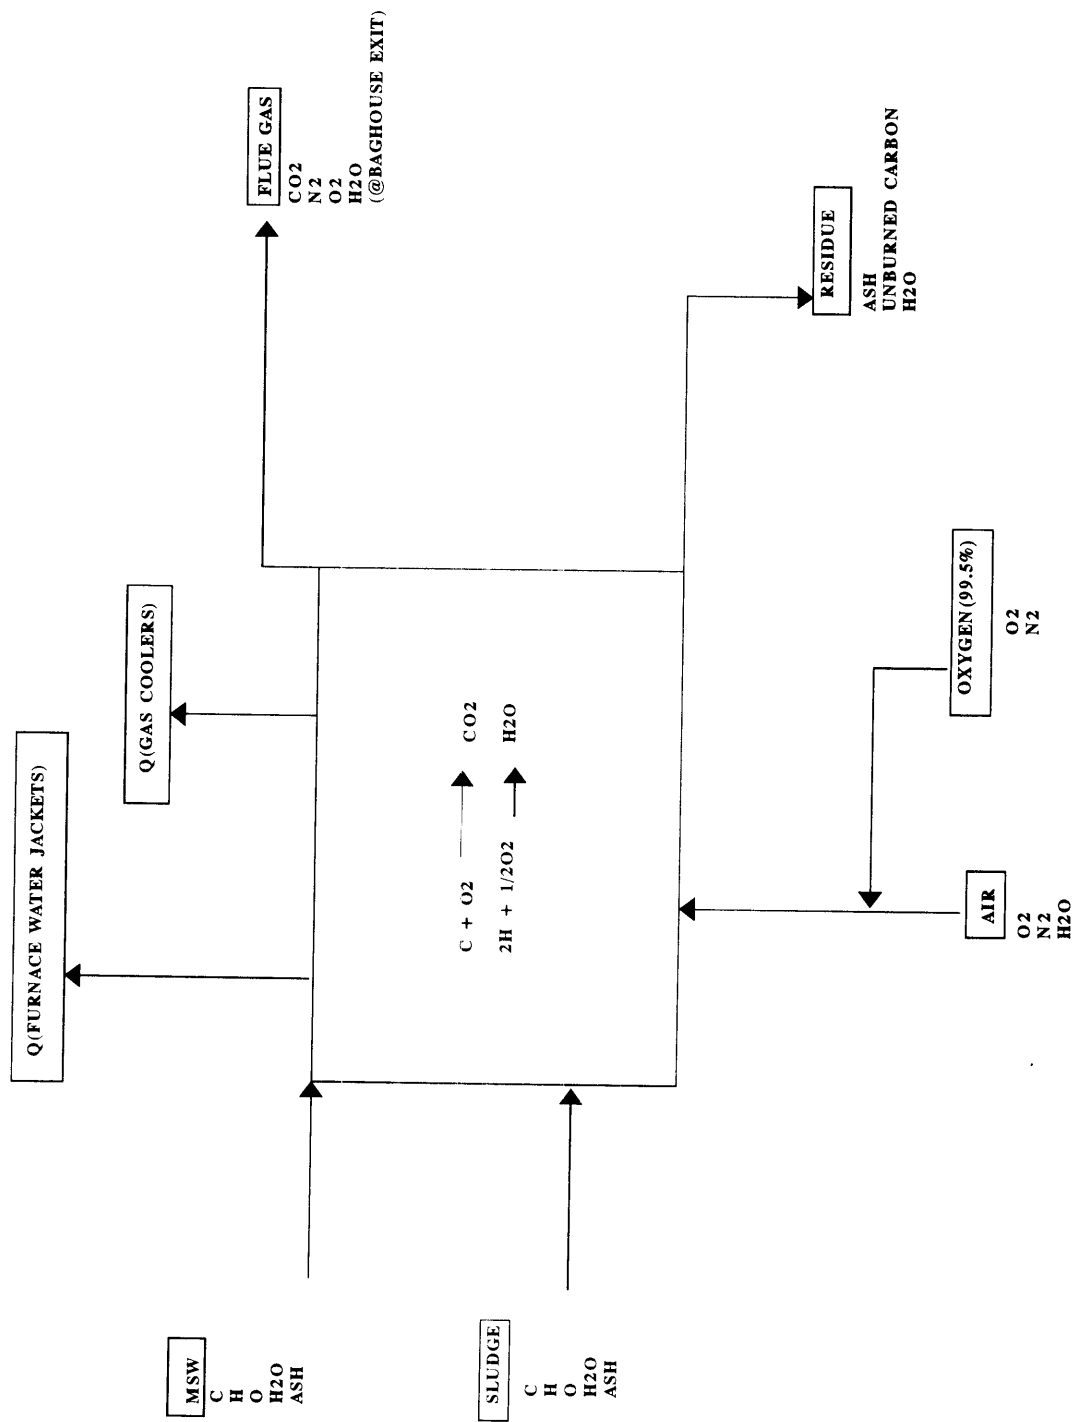 Q(FURNACE WATER JACKETS)
Q(GAS COOLERS)
FLUE GAS
CO2
N2
O2
H2O
(@BAGHOUSE EXIT)
MSW
C
H
O
H2O
ASH
C + O2 CO2
2H + 1/2O2 H2O
SLUDGE
C
H
O
H2O
ASH
RESIDUE
ASH
UNBURNED CARBON
H2O
AIR
O2
N2
H2O
OXYGEN(99.5%)
O2
N2